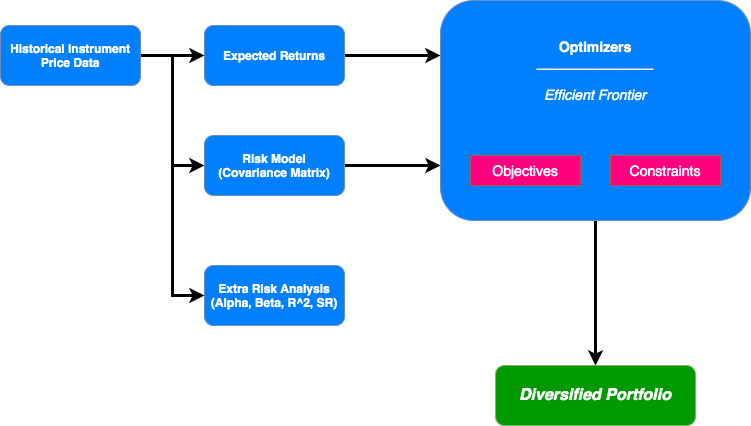 Historical Instrument
Price Data
Expected Returns
Optimizers
Efficient Frontier
Risk Model
(Covariance Matrix)
Objectives
Constraints
Extra Risk Analysis
(Alpha, Beta, R^2, SR)
Diversified Portfolio